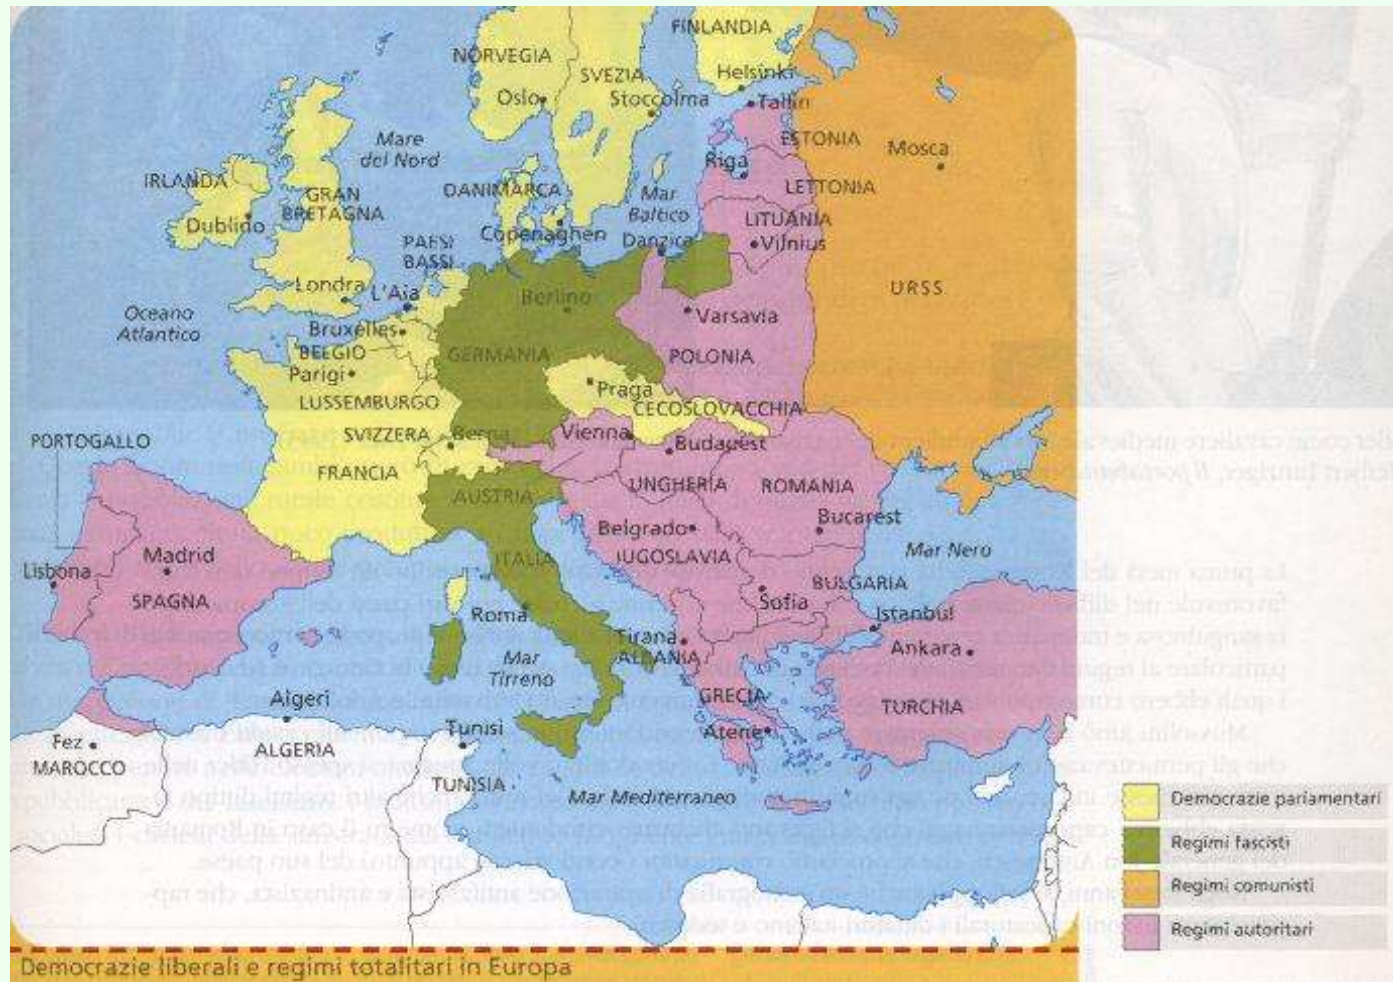 FINLANDIA
NORVEGIA
SVEZIA
Helsinki
Oslo
Stoccolma
Tallin
Mare
del Nord
ESTONIA
Mosca
Riga
IRLANDA
GRAN
BRETAGNA
DANIMARCA
Mar
Baltico
LETTONIA
LITUANIA
Dublino
Copenaghen
Danzica
Vilnius
PAESI
BASSI
Londra
L'Aia
Berlino
URSS
Oceano
Atlantico
Bruxelles
Varsavia
BELGIO
GERMANIA
POLONIA
Parigi
Praga
LUSSEMBURGO
CECOSLOVACCHIA
SVIZZERA
Berna
Vienna
Budapest
PORTOGALLO
FRANCIA
AUSTRIA
UNGHERIA
ROMANIA
Belgrado
Bucarest
Madrid
ITALIA
IUGOSLAVIA
Mar Nero
Lisbona
BULGARIA
SPAGNA
Roma
Sofia
Istanbul
Tirana
ALBANIA
Ankara
Mar
Tirreno
Algeri
GRECIA
TURCHIA
Fez
ALGERIA
Tunisi
Atene
MAROCCO
TUNISIA
Mar Mediterraneo
Democrazie parlamentari
Regimi fascisti
Regimi comunisti
Regimi autoritari
Democrazie liberali e regimi totalitari in Europa